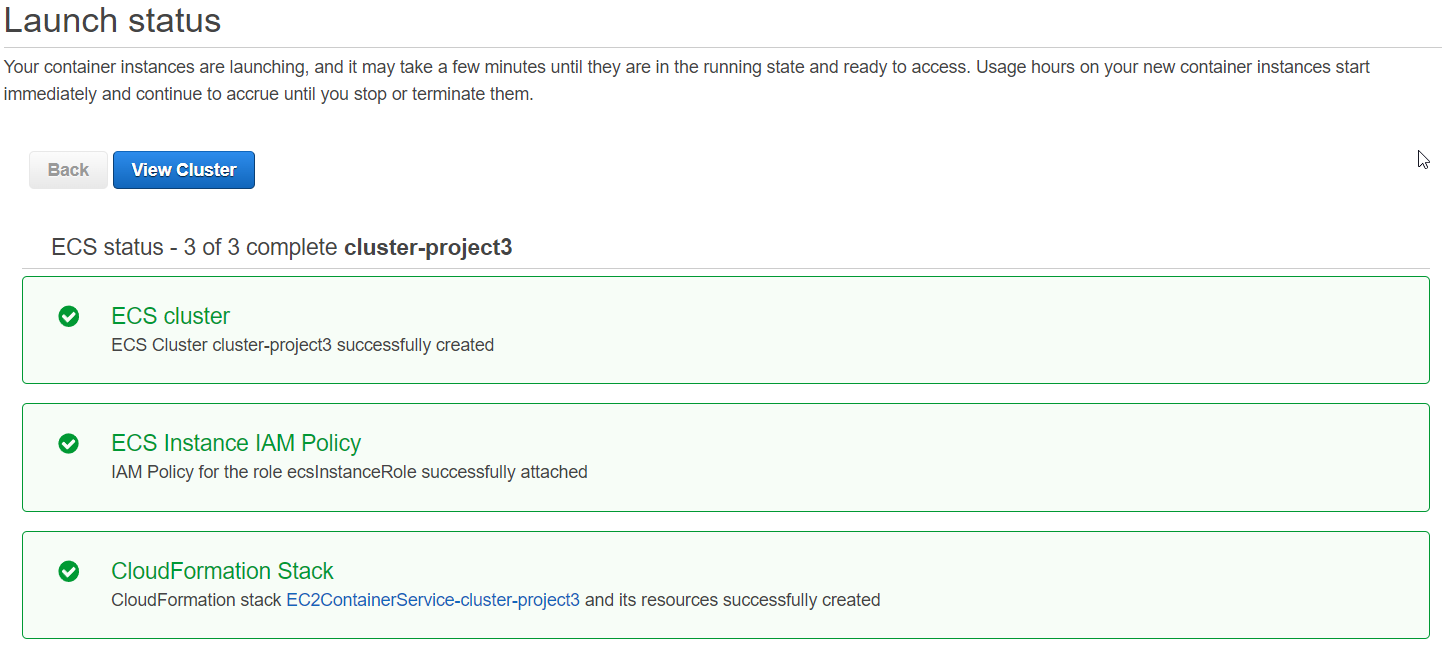 Launch status
Your container instances are launching, and it may take a few minutes until they are in the running state and ready to access. Usage hours on your new container instances start
immediately and continue to accrue until you stop or terminate them.
Back View Cluster
ECS status - 3 of 3 complete cluster-project3
ECS cluster
ECS Cluster cluster-project3 successfully created
ECS Instance IAM Policy
IAM Policy for the role ecsInstanceRole successfully attached
CloudFormation Stack
CloudFormation stack EC2ContainerService-cluster-project3 and its resources successfully created